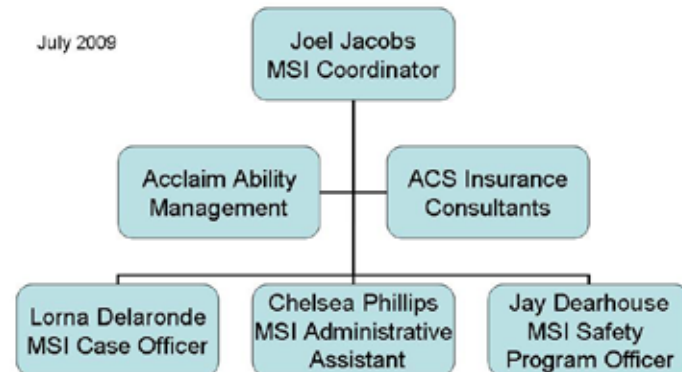 July 2009
Joel Jacobs
MSI Coordinator
Acclaim Ability
Management
ACS Insurance
Consultants
Lorna Delaronde
MSI Case Officer
Chelsea Phillips
MSI Administrative
Assistant
Jay Dearhouse
MSI Safety
Program Officer